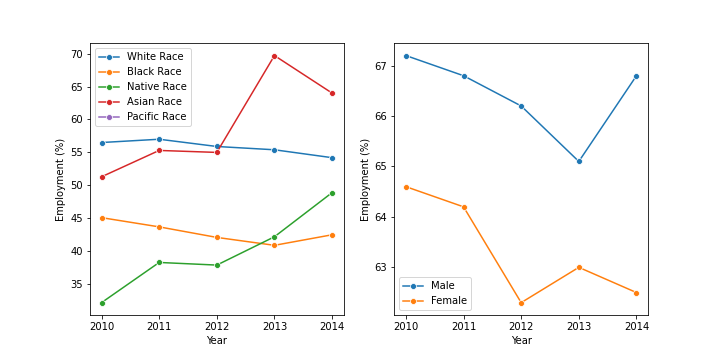 70
65
60
55
50
45
40
35
Employment (%)
White Race
Black Race
Native Race
Asian Race
Pacific Race
2010 2011 2012 2013 2014
Year
67
66
65
64
63
Employment (%)
Male
Female
2010 2011 2012 2013 2014
Year